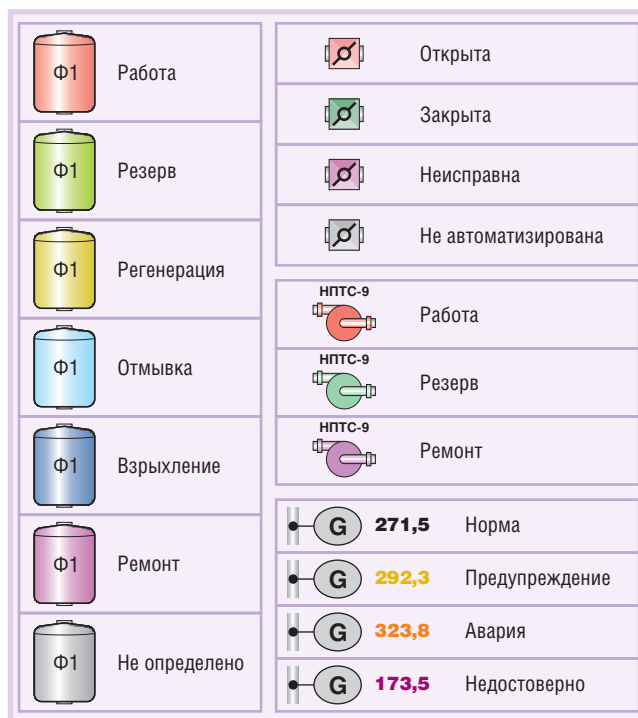 Ф1 Работа
Ф1 Резерв
Ф1 Регенерация
Ф1 Отмывка
Ф1 Взрыхление
Ф1 Ремонт
Ф1 Не определено
Открыта
Закрыта
Неисправна
Не автоматизирована
НПТС-9
Работа
НПТС-9
Резерв
НПТС-9
Ремонт
G 271,5 Норма
G 292,3 Предупреждение
G 323,8 Авария
G 173,5 Недостоверно